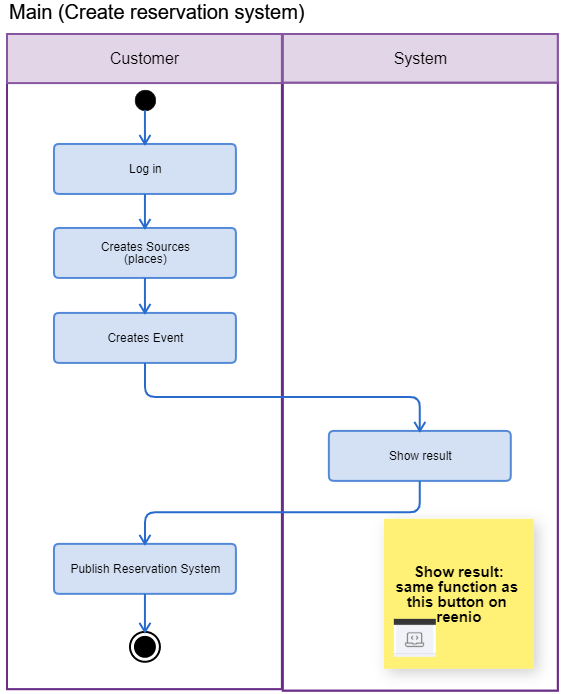 Main (Create reservation system)
Customer
System
Log in
Creates Sources
(places)
Creates Event
Show result
Publish Reservation System
Show result:
same function as
this button on
reenio